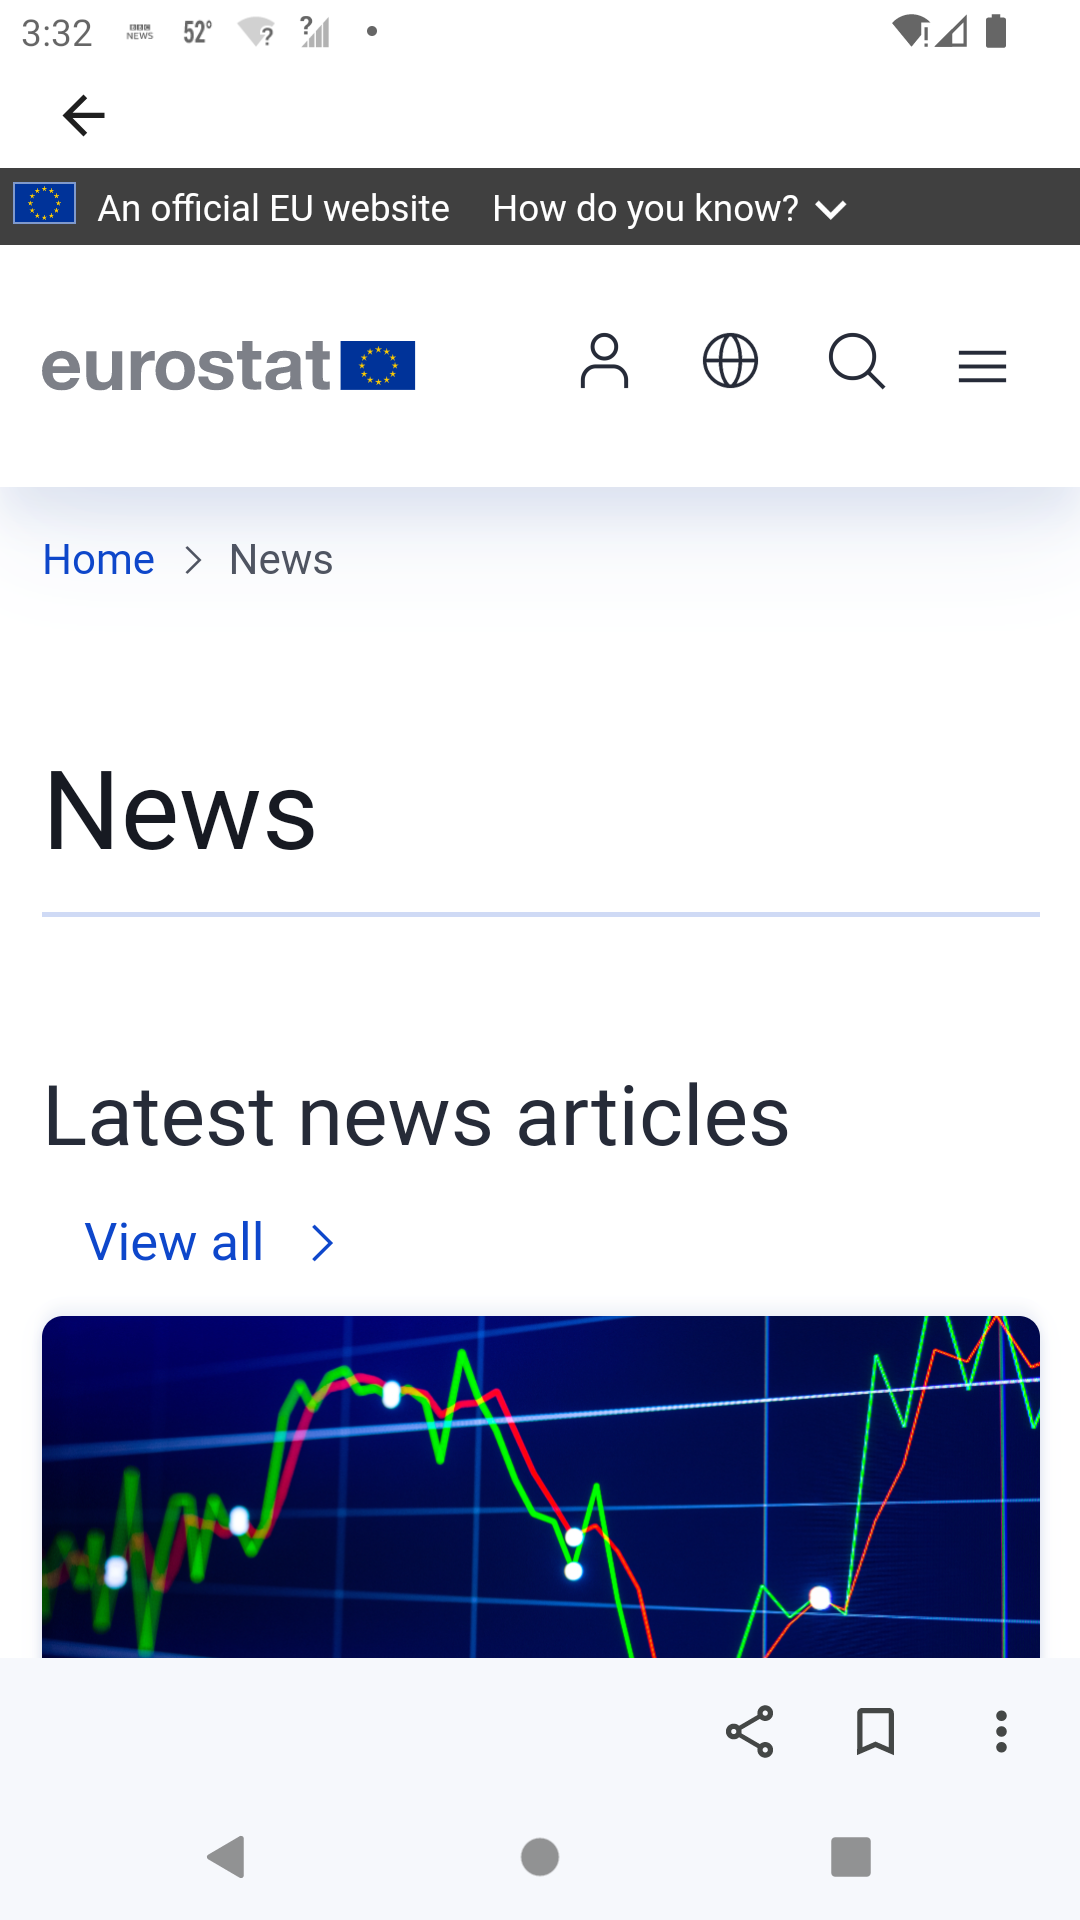 3:32 BBC NEWS 52°
An official EU website How do you know?
eurostat
Home News
News
Latest news articles
View all